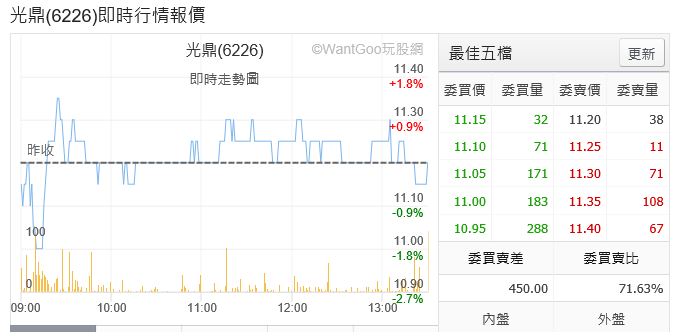 光鼎(6226)即時行情報價
光鼎(6226)
©WantGoo玩股網
即時走勢圖
11.40
+1.8%
11.30
+0.9%
昨收
11.10
-0.9%
100
11.00
-1.8%
0
10.90
-2.7%
09:00 10:00 11:00 12:00 13:00
最佳五檔 更新
委買價 委買量 委賣價 委賣量
11.15 32 11.20 38
11.10 71 11.25 11
11.05 171 11.30 71
11.00 183 11.35 108
10.95 288 11.40 67
委買賣差 委買賣比
450.00 71.63%
內盤 外盤